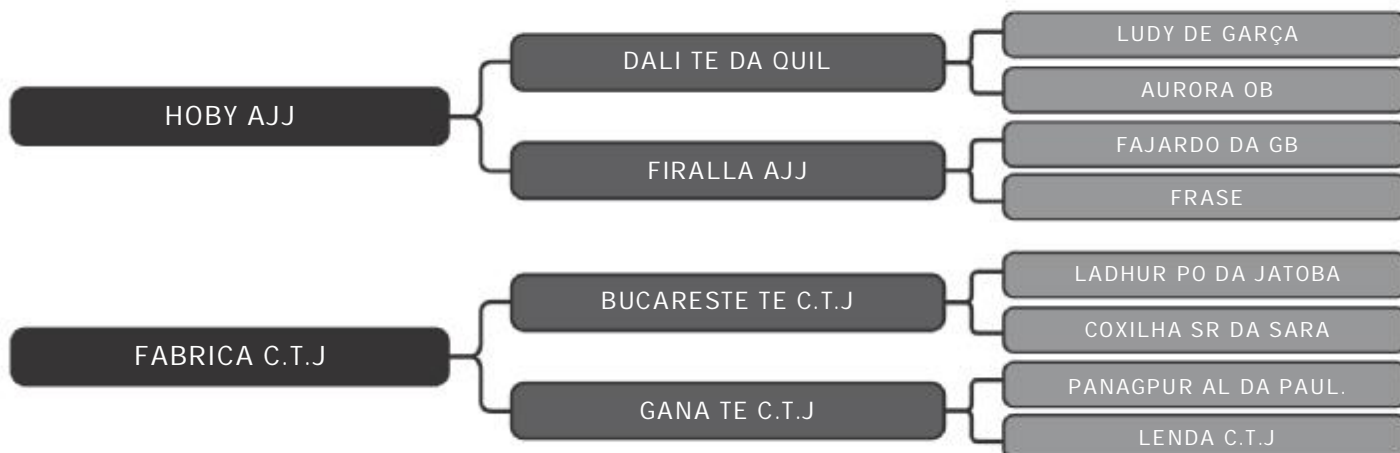 HOBY AJJ
DALI TE DA QUIL
LUDY DE GARÇA
AURORA OB
FIRALLA AJJ
FAJARDO DA GB
FRASE
FABRICA C.T.J
BUCARESTE TE C.T.J
LADHUR PO DA JATOBA
COXILHA SR DA SARA
GANA TE C.T.J
PANAGPUR AL DA PAUL.
LENDA C.T.J